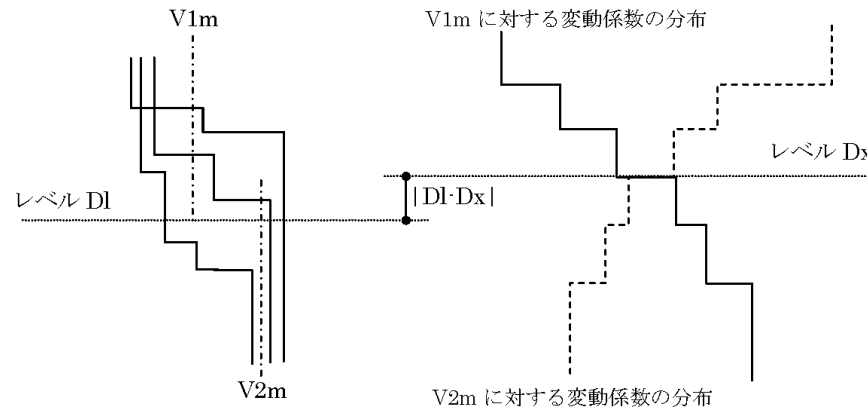 V1m
V1m に対する変動係数の分布
レベル Dx
レベル Dl
|Dl-Dx|
V2m
V2m に対する変動係数の分布